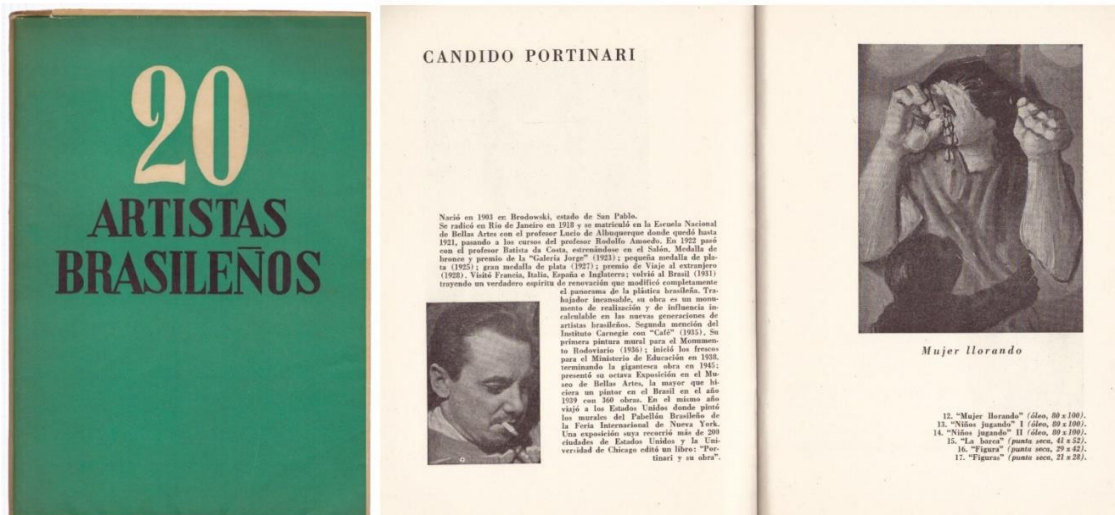 20
ARTISTAS
BRASILEÑOS
CANDIDO PORTINARI
Nació en 1903 en Brodowski, estado de San Pablo.
Se radicó en Río de Janeiro en 1918 y se matriculó en la Escuela Nacional
de Bellas Artes con el profesor Lucio de Albuquerque donde quedó hasta
1921, pasando a los cursos del profesor Rodolfo Amoedo. En 1922 pasó
con el profesor Batista da Costa, estrenándose en el Salón. Medalla de
bronce y premio de la "Galería Jorge" (1923); pequeña medalla de pla-
ta (1925); gran medalla de plata (1927); premio de Viaje al extranjero
(1928). Visitó Francia, Italia, España e Inglaterra; volvió al Brasil (1931)
trayendo un verdadero espíritu de renovación que modificó completamente
el panorama de la plástica brasileña. Tra-
bajador incansable, su obra es un monu-
mento de realización y de influencia in-
calculable en las nuevas generaciones de
artistas brasileños. Segunda mención del
Instituto Carnegie con "Café" (1935). Su
primera pintura mural para el Monumen-
to Rodoviario (1936); inició los frescos
para el Ministerio de Educación en 1938,
terminando la gigantesca obra en 1945;
presentó su octava Exposición en el Mu-
seo de Bellas Artes, la mayor que hi-
ciera un pintor en el Brasil en el año
1939 con 360 obras. En el mismo año
viajó a los Estados Unidos donde pintó
los murales del Pabellón Brasileño de
la Feria Internacional de Nueva York.
Una exposición suya recorrió más de 200
ciudades de Estados Unidos y la Uni-
versidad de Chicago editó un libro: "Por-
tinari y su obra".
Mujer llorando
12. "Mujer llorando" (óleo, 80 x 100).
13. "Niños jugando" I (óleo, 80 x 100).
14. "Niños jugando" II (óleo, 80 x 100).
15. "La barca" (punta seca, 41 x 52).
16. "Figura" (punta seca, 29 x 42).
17. "Figuras" (punta seca, 21 x 28).